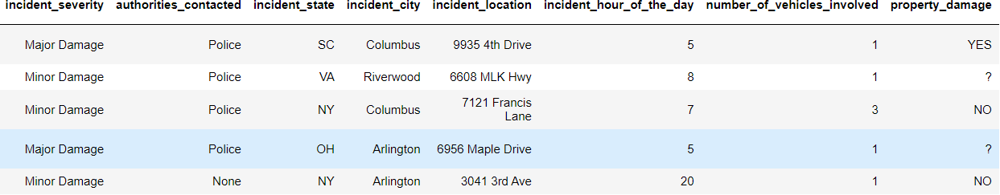 incident_severity authorities_contacted incident_state incident_city incident_location incident_hour_of_the_day number_of_vehicles_involved property_damage
Major Damage Police SC Columbus 9935 4th Drive 5 1 YES
Minor Damage Police VA Riverwood 6608 MLK Hwy 8 1 ?
Minor Damage Police NY Columbus 7121 Francis Lane 7 3 NO
Major Damage Police OH Arlington 6956 Maple Drive 5 1 ?
Minor Damage None NY Arlington 3041 3rd Ave 20 1 NO